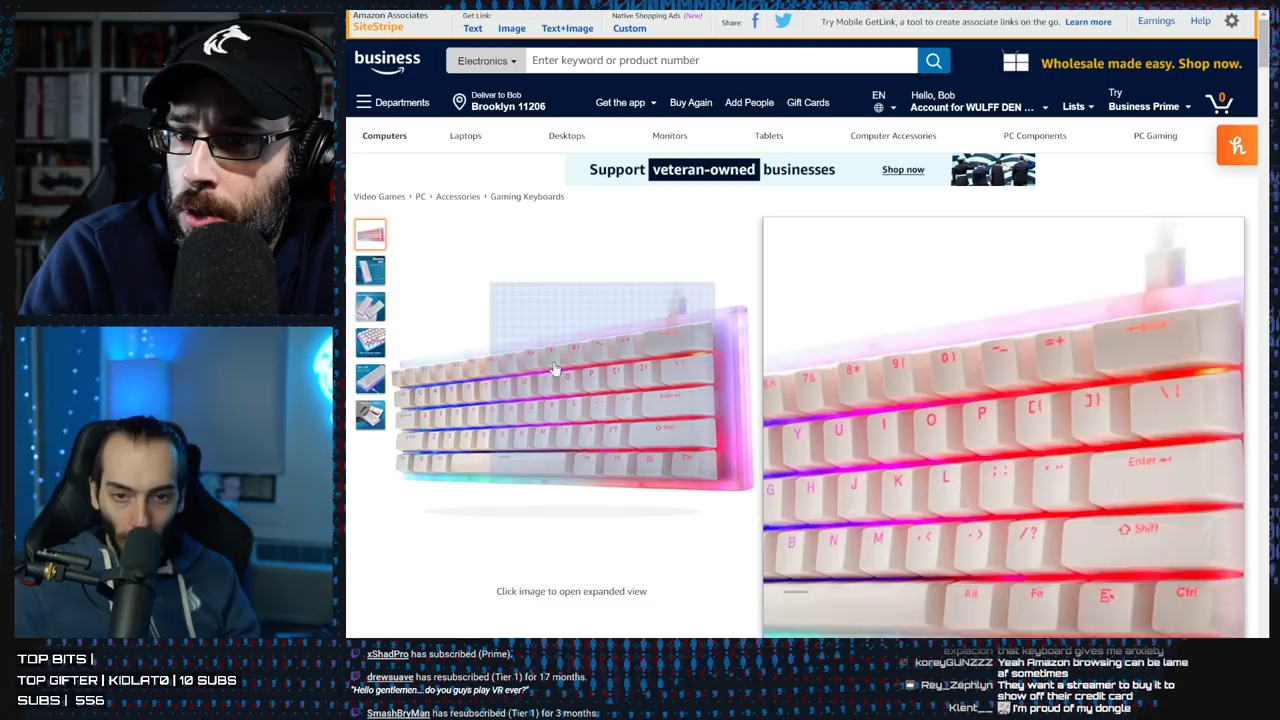 Amazon Associates
SiteStripe
Get Link:
Text
Image
Text+Image
Native Shopping Ads (New)
Custom
Share:
Try Mobile GetLink, a tool to create associate links on the go. Learn more
Earnings
Help
business
Electronics
Enter keyword or product number
Wholesale made easy. Shop now.
Departments
Deliver to Bob
Brooklyn 11206
Get the app
Buy Again
Add People
Gift Cards
EN
Hello, Bob
Account for WULFF DEN ...
Lists
Try
Business Prime
0
Computers
Laptops
Desktops
Monitors
Tablets
Computer Accessories
PC Components
PC Gaming
Support veteran-owned businesses
Shop now
Video Games › PC › Accessories › Gaming Keyboards
7& 8* 9( 0) -_ =+
Y U I O P [{ ]} \|
G H J K L ;: '" Enter
B N M ,< .> /? Shift
Alt Fn Ctrl
Click image to open expanded view
TOP BITS |
TOP GIFTER | KIDLAT0 | 10 SUBS
SUBS | 556
xShadPro has subscribed (Prime).
drewsuave has resubscribed (Tier 1) for 17 months.
"Hello gentlemen... do you guys play VR ever?"
SmashBryMan has resubscribed (Tier 1) for 3 months.
that keyboard gives me anxiety
koreyGUNZZZ Yeah Amazon browsing can be lame
af sometimes
Rey_Zephlyn They want a streamer to buy it to
show off their credit card
Klent__ I'm proud of my dongle